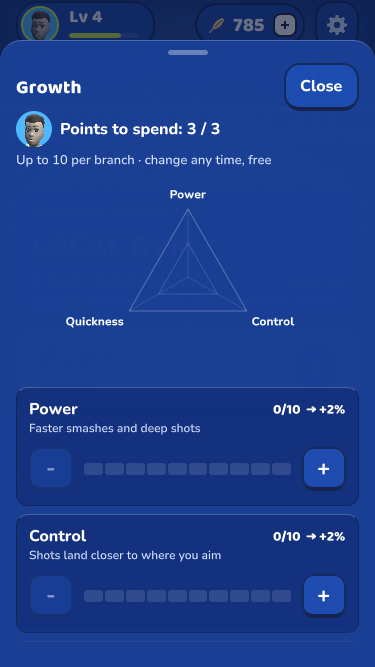 Lv 4
785 +
Growth
Close
Points to spend: 3 / 3
Up to 10 per branch · change any time, free
Power
Quickness
Control
Power
0/10 → +2%
Faster smashes and deep shots
- +
Control
0/10 → +2%
Shots land closer to where you aim
- +